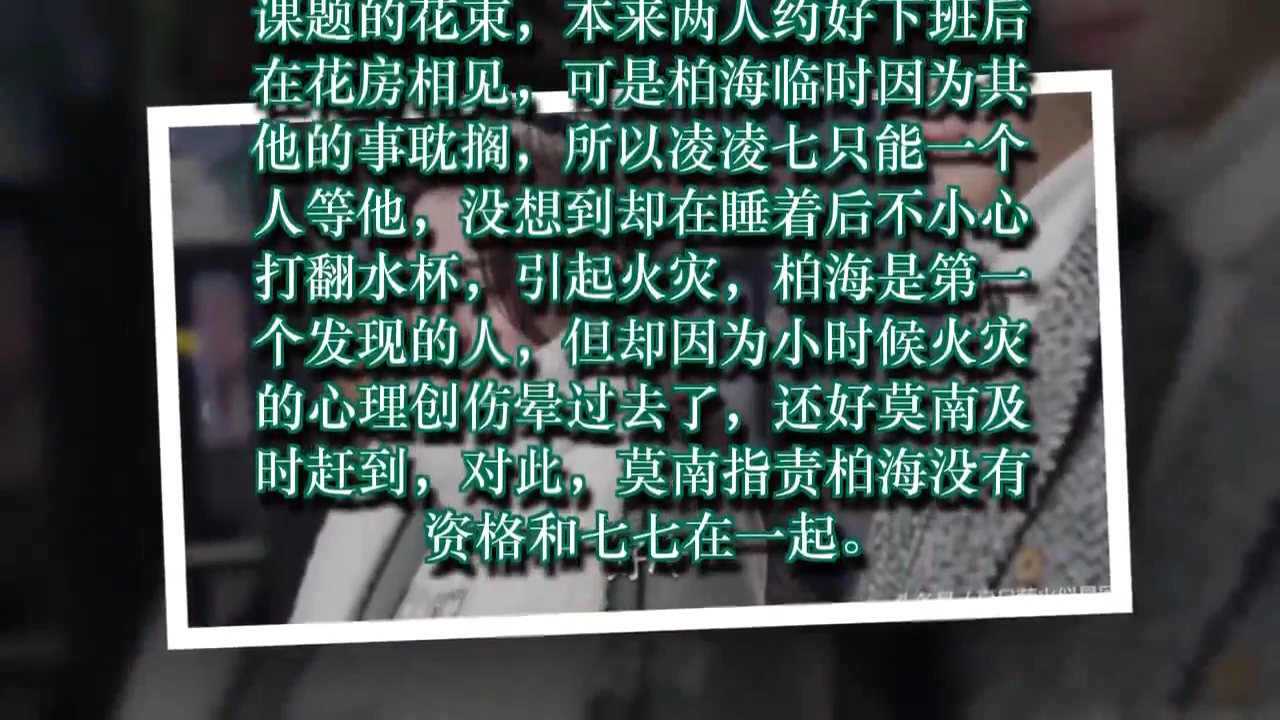 课题的花束，本来两人约好下班后
在花房相见，可是柏海临时因为其
他的事耽搁，所以凌凌七只能一个
人等他，没想到却在睡着后不小心
打翻水杯，引起火灾，柏海是第一
个发现的人，但却因为小时候火灾
的心理创伤晕过去了，还好莫南及
时赶到，对此，莫南指责柏海没有
资格和七七在一起。